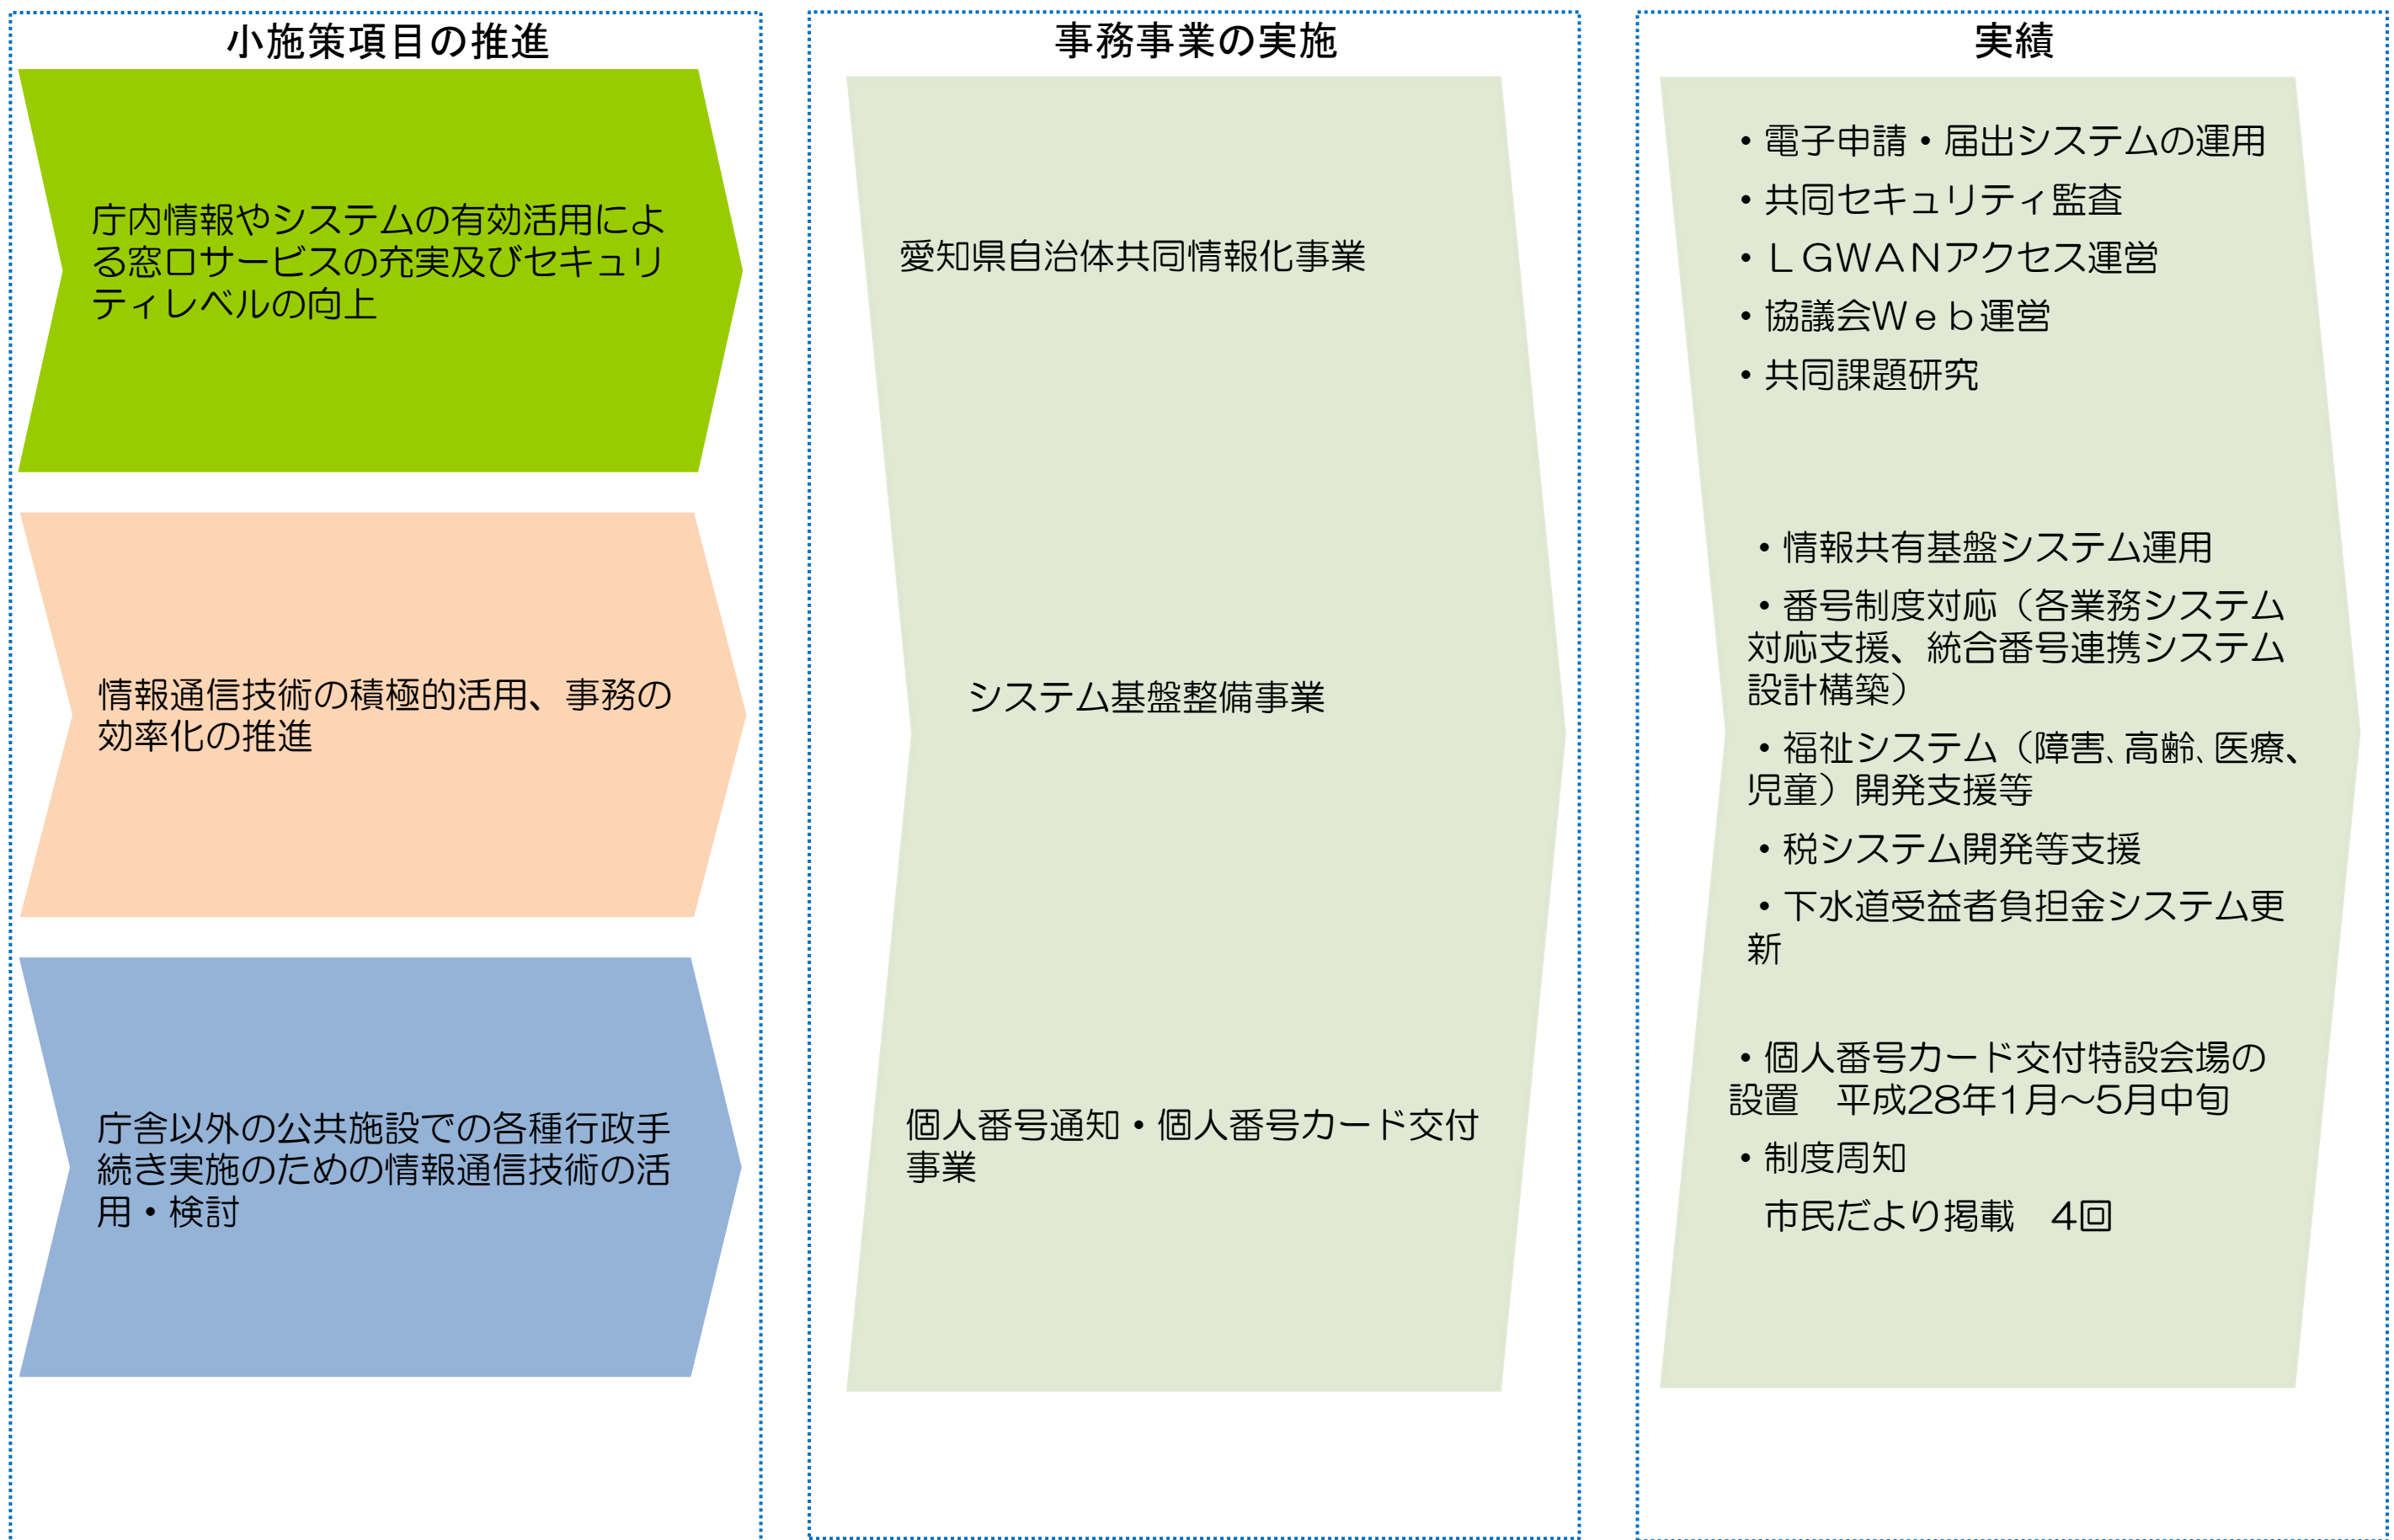 小施策項目の推進
庁内情報やシステムの有効活用によ
る窓口サービスの充実及びセキュリ
ティレベルの向上
情報通信技術の積極的活用、事務の
効率化の推進
庁舎以外の公共施設での各種行政手
続き実施のための情報通信技術の活
用・検討
事務事業の実施
愛知県自治体共同情報化事業
システム基盤整備事業
個人番号通知・個人番号カード交付
事業
実績
・電子申請・届出システムの運用
・共同セキュリティ監査
・ＬＧＷＡＮアクセス運営
・協議会Ｗｅｂ運営
・共同課題研究
・情報共有基盤システム運用
・番号制度対応（各業務システム
対応支援、統合番号連携システム
設計構築）
・福祉システム（障害、高齢、医療、
児童）開発支援等
・税システム開発等支援
・下水道受益者負担金システム更
新
・個人番号カード交付特設会場の
設置　平成28年1月～5月中旬
・制度周知
市民だより掲載　4回